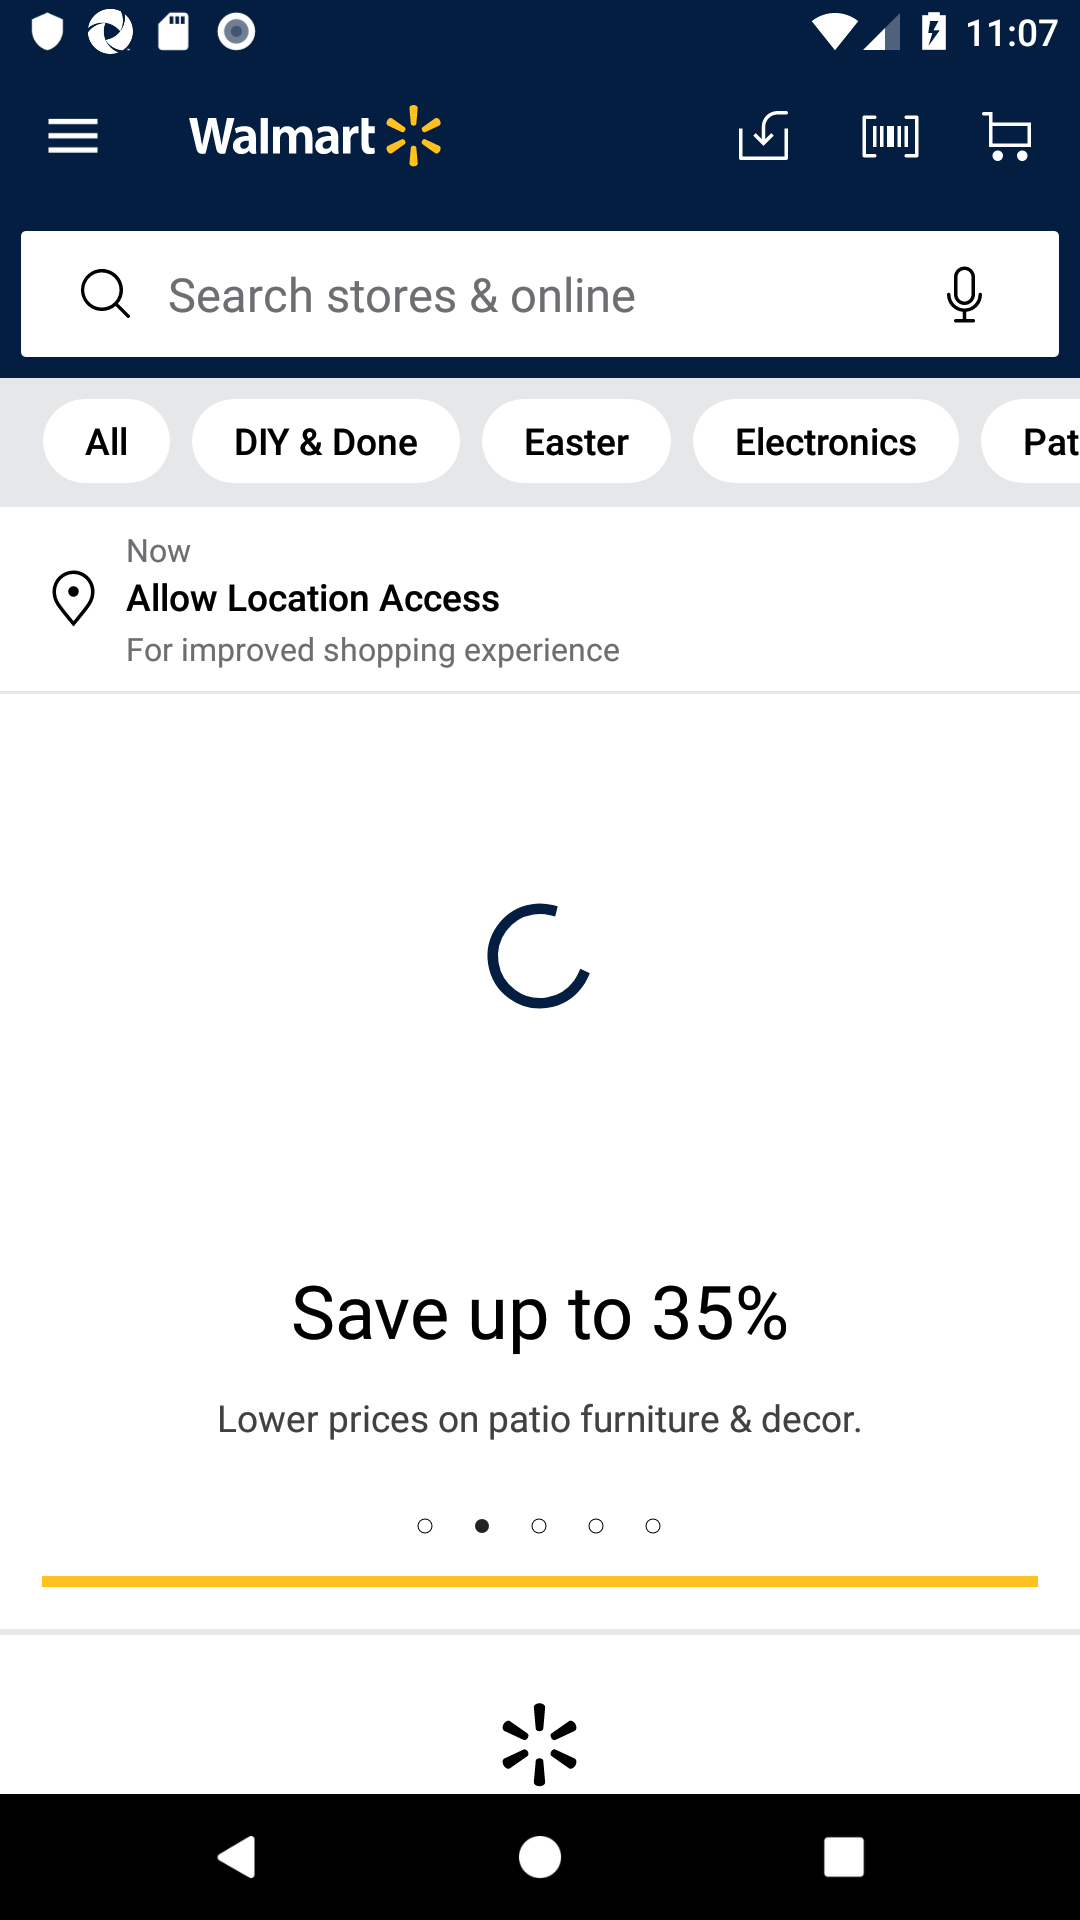 11:07
Walmart
Search stores & online
All
DIY & Done
Easter
Electronics
Pat
Now
Allow Location Access
For improved shopping experience
Save up to 35%
Lower prices on patio furniture & decor.